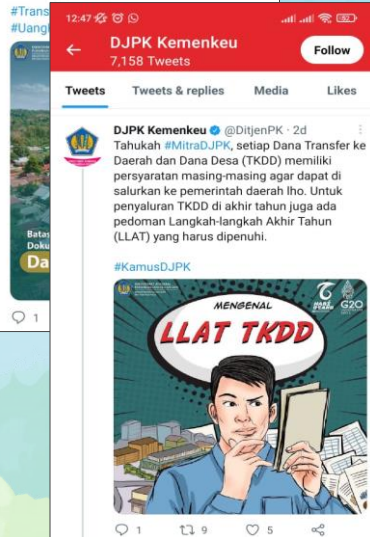 #Trans
#Uang
Batas
Doku
Da
1
12:47
52
DJPK Kemenkeu
7,158 Tweets
Follow
Tweets
Tweets & replies
Media
Likes
DJPK Kemenkeu @DitjenPK · 2d
Tahukah #MitraDJPK, setiap Dana Transfer ke
Daerah dan Dana Desa (TKDD) memiliki
persyaratan masing-masing agar dapat di
salurkan ke pemerintah daerah lho. Untuk
penyaluran TKDD di akhir tahun juga ada
pedoman Langkah-langkah Akhir Tahun
(LLAT) yang harus dipenuhi.
#KamusDJPK
G20
MENGENAL
LLAT TKDD
1
9
5